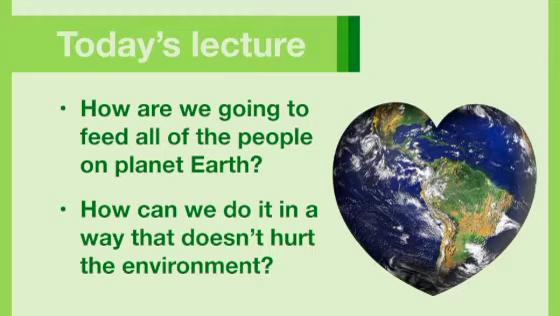 Today’s lecture
• How are we going to
feed all of the people
on planet Earth?
• How can we do it in a
way that doesn’t hurt
the environment?